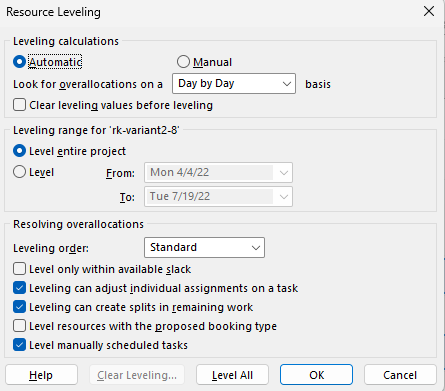 Resource Leveling
Leveling calculations
Automatic Manual
Look for overallocations on a Day by Day basis
Clear leveling values before leveling
Leveling range for 'rk-variant2-8'
Level entire project
Level From: Mon 4/4/22
To: Tue 7/19/22
Resolving overallocations
Leveling order: Standard
Level only within available slack
Leveling can adjust individual assignments on a task
Leveling can create splits in remaining work
Level resources with the proposed booking type
Level manually scheduled tasks
Help Clear Leveling... Level All OK Cancel